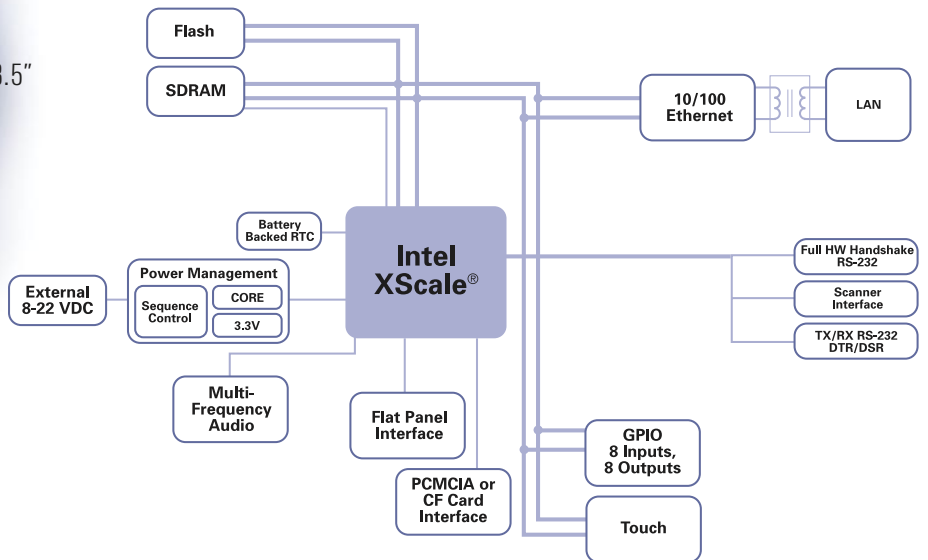 3.5"
Flash
SDRAM
10/100
Ethernet
LAN
Battery
Backed RTC
Intel
XScale®
Full HW Handshake
RS-232
Power Management
External
8-22 VDC
Sequence
Control
CORE
3.3V
Scanner
Interface
TX/RX RS-232
DTR/DSR
Multi-
Frequency
Audio
Flat Panel
Interface
GPIO
8 Inputs,
8 Outputs
PCMCIA or
CF Card
Interface
Touch